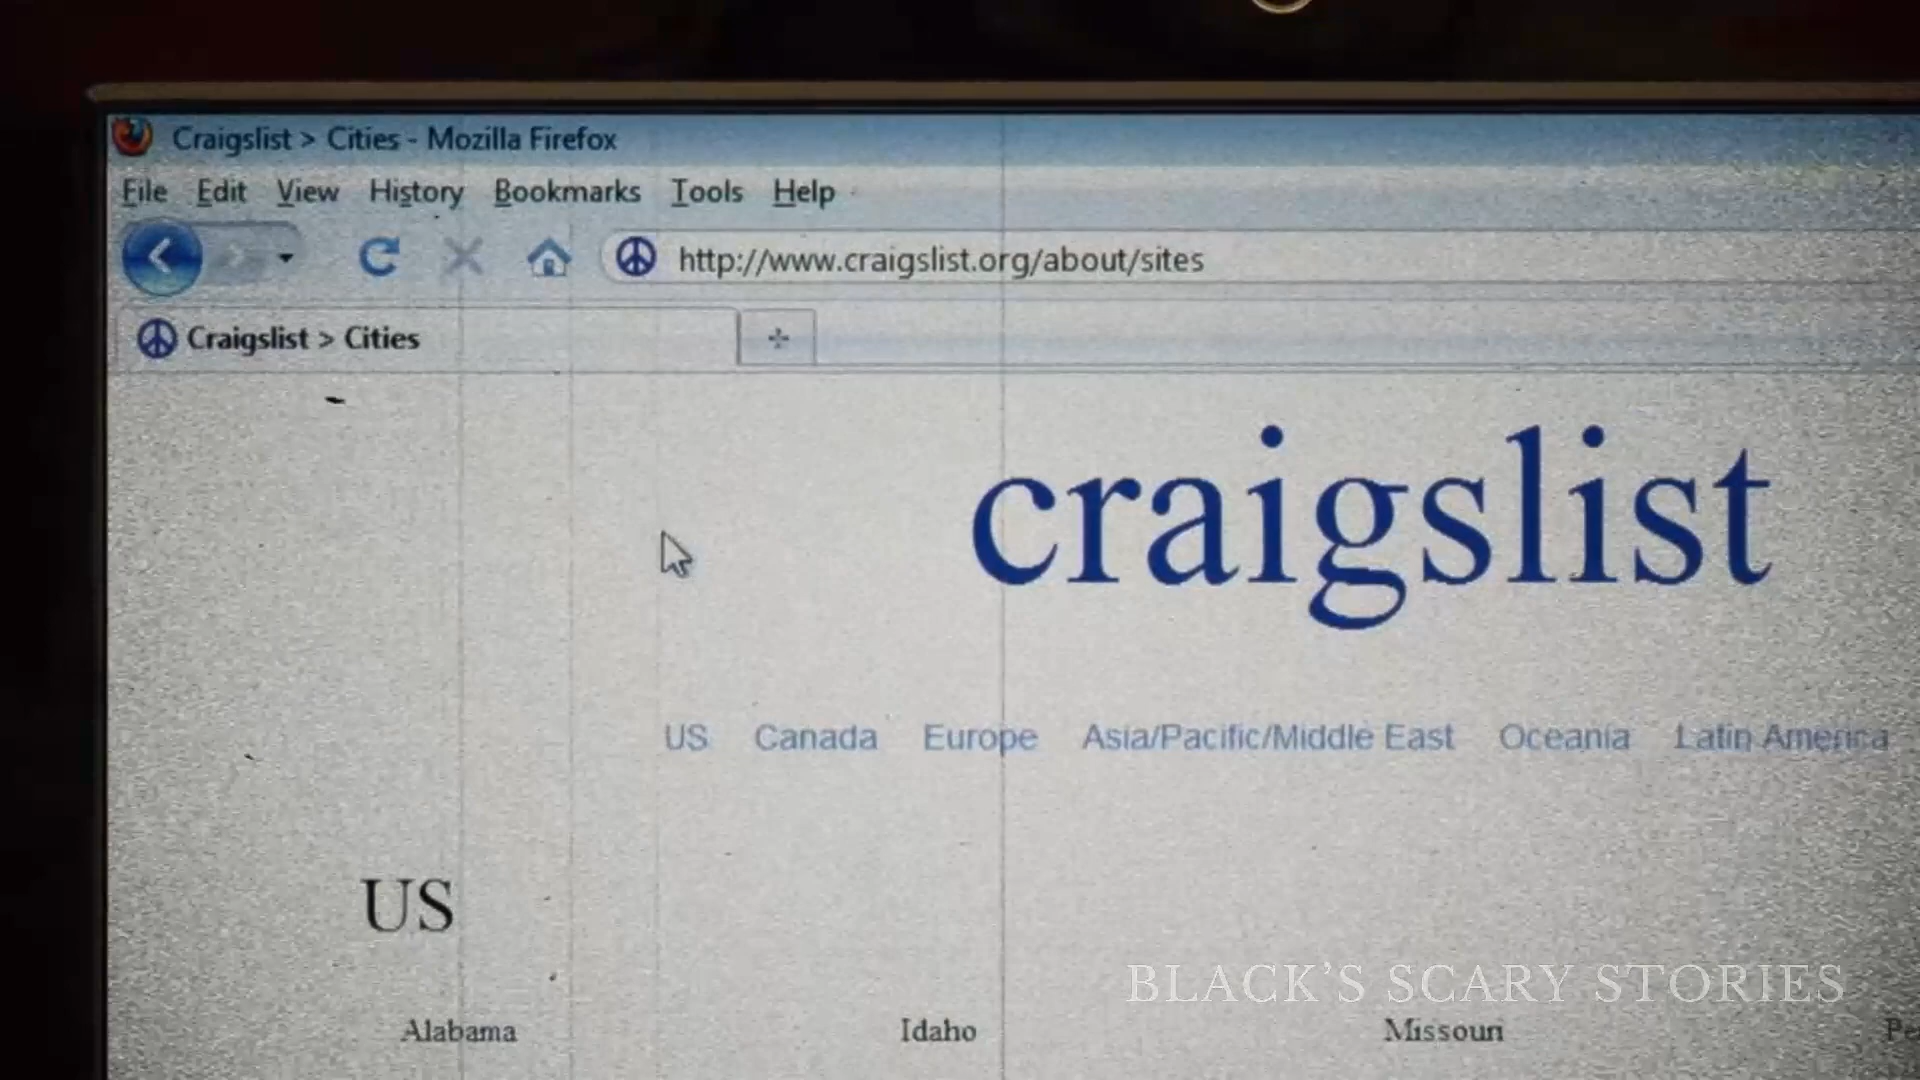 Craigslist > Cities - Mozilla Firefox
File Edit View History Bookmarks Tools Help
http://www.craigslist.org/about/sites
Craigslist > Cities
craigslist
US Canada Europe Asia/Pacific/Middle East Oceania Latin America
US
BLACK'S SCARY STORIES
Alabama Idaho Missouri